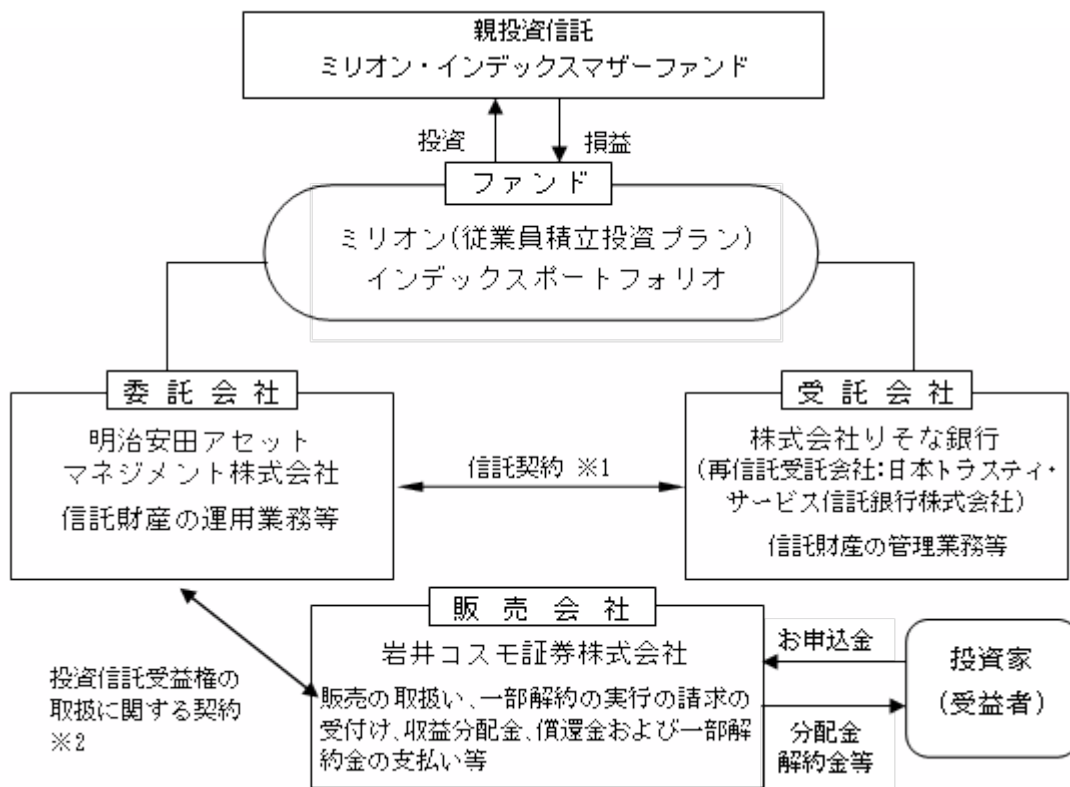 親投資信託
ミリオン・インデックスマザーファンド
投資
損益
ファンド
ミリオン(従業員積立投資プラン)
インデックスポートフォリオ
委託会社
明治安田アセット
マネジメント株式会社
信託財産の運用業務等
信託契約 ※1
受託会社
株式会社りそな銀行
(再信託受託会社:日本トラスティ・
サービス信託銀行株式会社)
信託財産の管理業務等
投資信託受益権の
取扱に関する契約
※2
販売会社
岩井コスモ証券株式会社
販売の取扱い、一部解約の実行の請求の
受付け、収益分配金、償還金および一部解
約金の支払い等
お申込金
分配金
解約金等
投資家
(受益者)